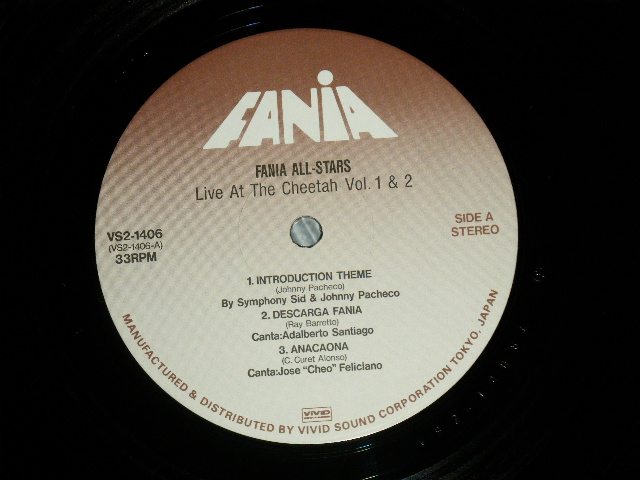 FANIA
FANIA ALL-STARS
Live At The Cheetah Vol. 1 & 2
VS2-1406
(VS2-1406-A)
33RPM
SIDE A
STEREO
1. INTRODUCTION THEME
(Johnny Pacheco)
By Symphony Sid & Johnny Pacheco
2. DESCARGA FANIA
(Ray Barretto)
Canta:Adalberto Santiago
3. ANACAONA
(C. Curet Alonso)
Canta:Jose "Cheo" Feliciano
VIVID
MANUFACTURED & DISTRIBUTED BY VIVID SOUND CORPORATION TOKYO. JAPAN